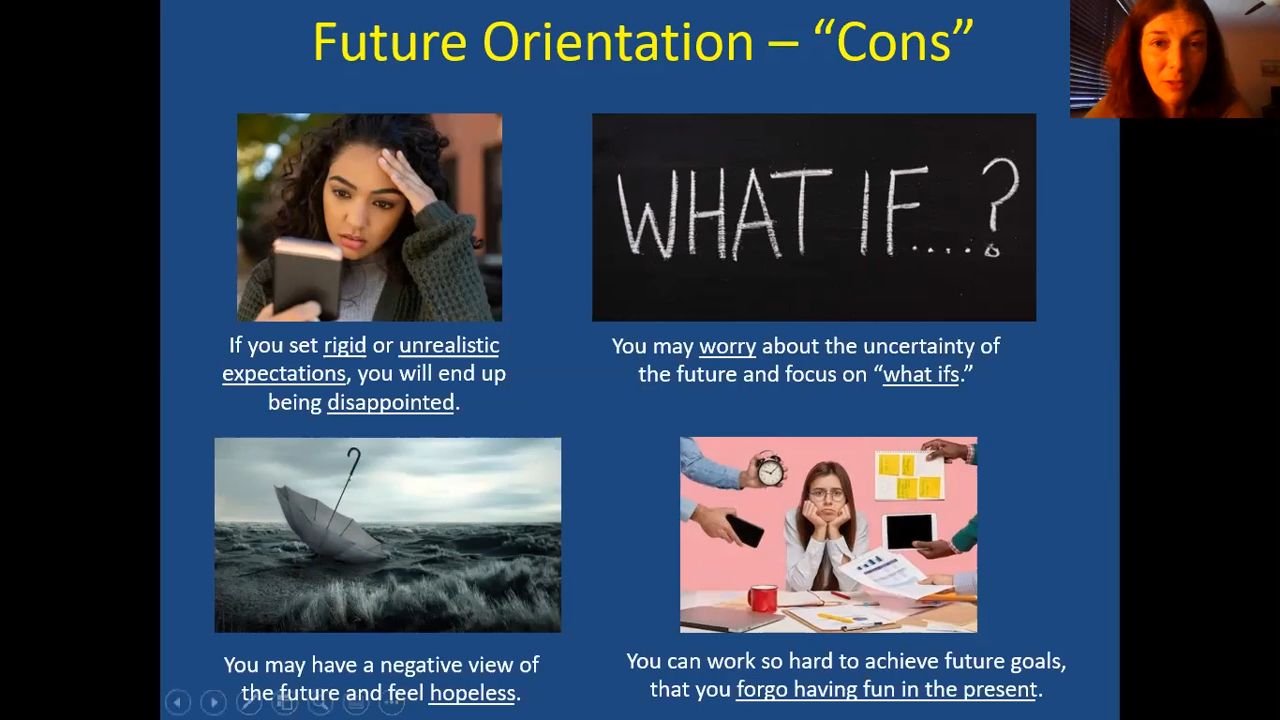 Future Orientation – “Cons”
WHAT IF....?
If you set rigid or unrealistic
expectations, you will end up
being disappointed.
You may worry about the uncertainty of
the future and focus on “what ifs.”
You may have a negative view of
the future and feel hopeless.
You can work so hard to achieve future goals,
that you forgo having fun in the present.